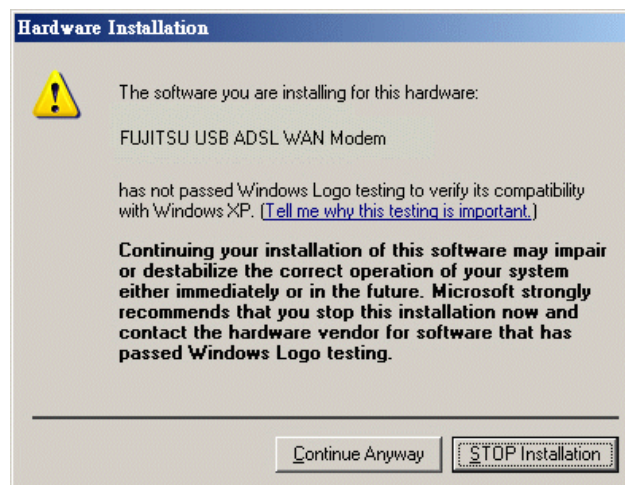 Hardware Installation
The software you are installing for this hardware:
FUJITSU USB ADSL WAN Modem
has not passed Windows Logo testing to verify its compatibility
with Windows XP. (Tell me why this testing is important.)
Continuing your installation of this software may impair
or destabilize the correct operation of your system
either immediately or in the future. Microsoft strongly
recommends that you stop this installation now and
contact the hardware vendor for software that has
passed Windows Logo testing.
Continue Anyway
STOP Installation